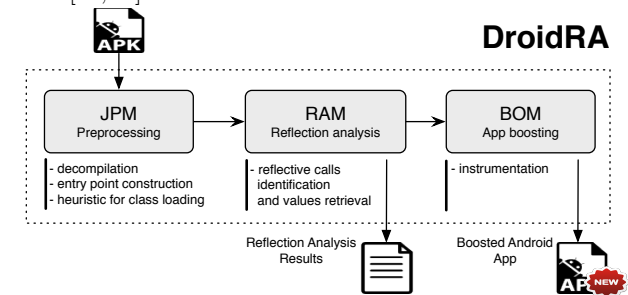 APK
DroidRA
JPM
Preprocessing
RAM
Reflection analysis
BOM
App boosting
- decompilation
- entry point construction
- heuristic for class loading
- reflective calls
identification
and values retrieval
- instrumentation
Reflection Analysis
Results
Boosted Android
App
AP
NEW